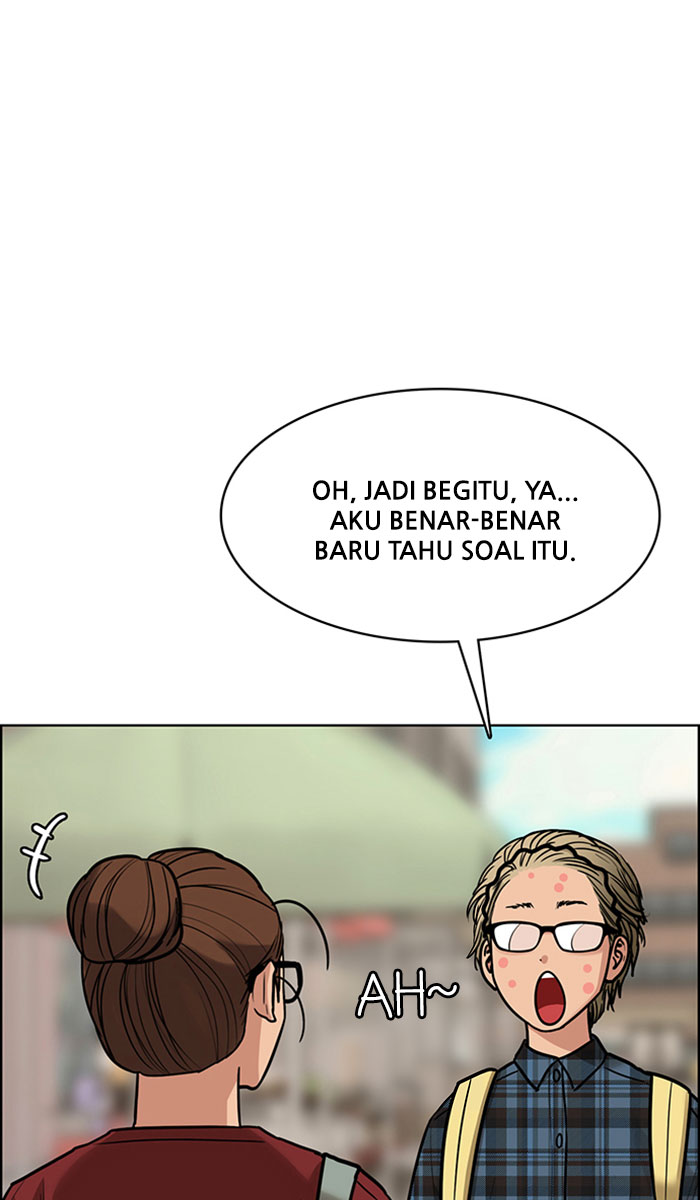 OH, JADI BEGITU, YA...
AKU BENAR-BENAR
BARU TAHU SOAL ITU.
AH~